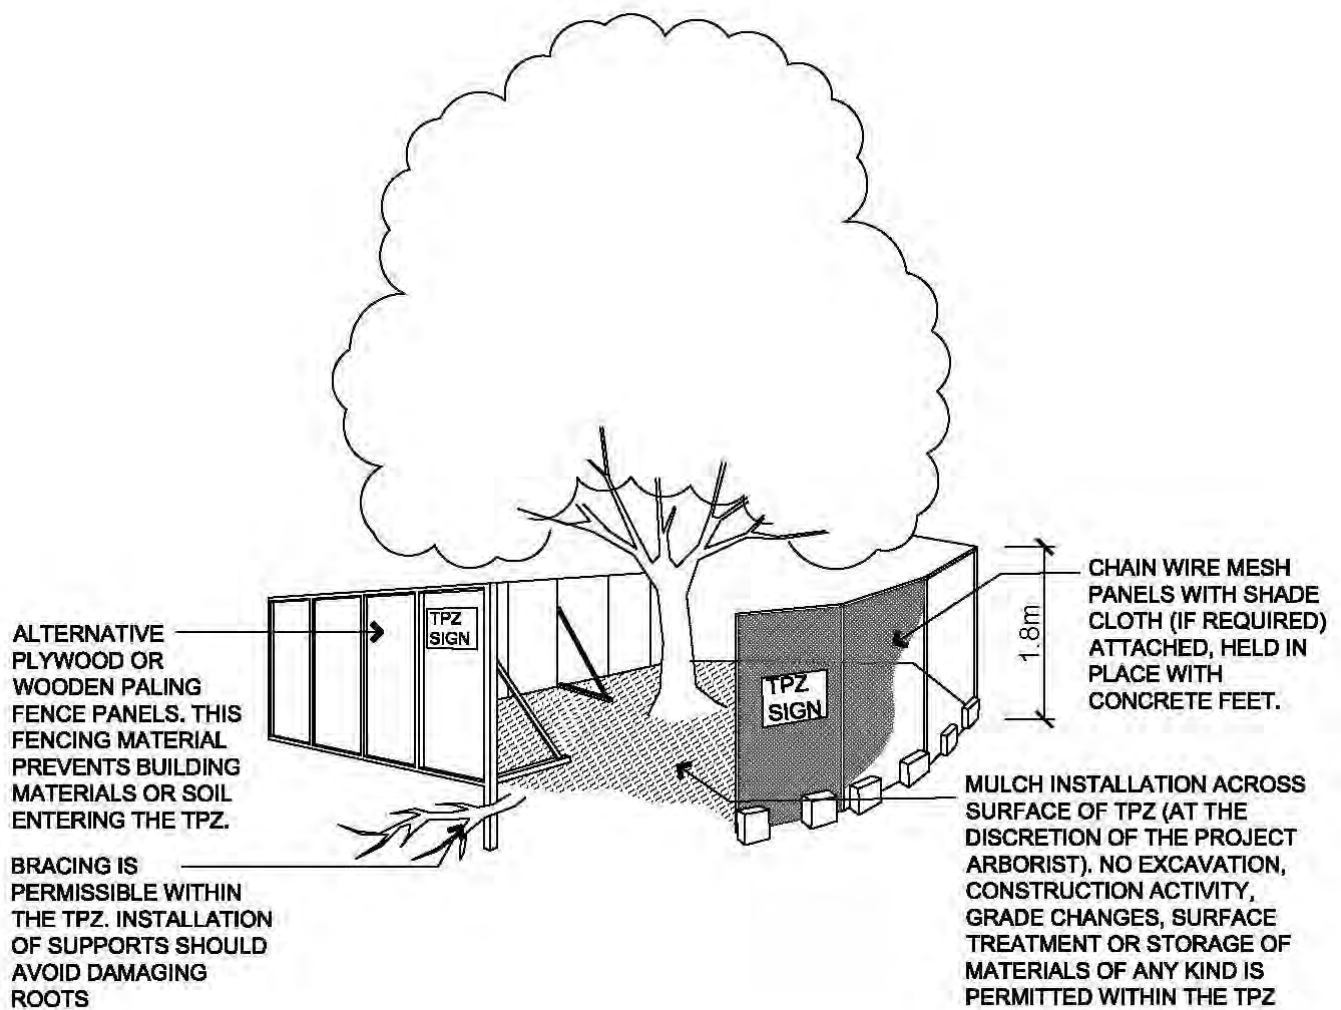 ALTERNATIVE
PLYWOOD OR
WOODEN PALING
FENCE PANELS. THIS
FENCING MATERIAL
PREVENTS BUILDING
MATERIALS OR SOIL
ENTERING THE TPZ.
BRACING IS
PERMISSIBLE WITHIN
THE TPZ. INSTALLATION
OF SUPPORTS SHOULD
AVOID DAMAGING
ROOTS
TPZ
SIGN
TPZ
SIGN
1.8m
CHAIN WIRE MESH
PANELS WITH SHADE
CLOTH (IF REQUIRED)
ATTACHED, HELD IN
PLACE WITH
CONCRETE FEET.
MULCH INSTALLATION ACROSS
SURFACE OF TPZ (AT THE
DISCRETION OF THE PROJECT
ARBORIST). NO EXCAVATION,
CONSTRUCTION ACTIVITY,
GRADE CHANGES, SURFACE
TREATMENT OR STORAGE OF
MATERIALS OF ANY KIND IS
PERMITTED WITHIN THE TPZ